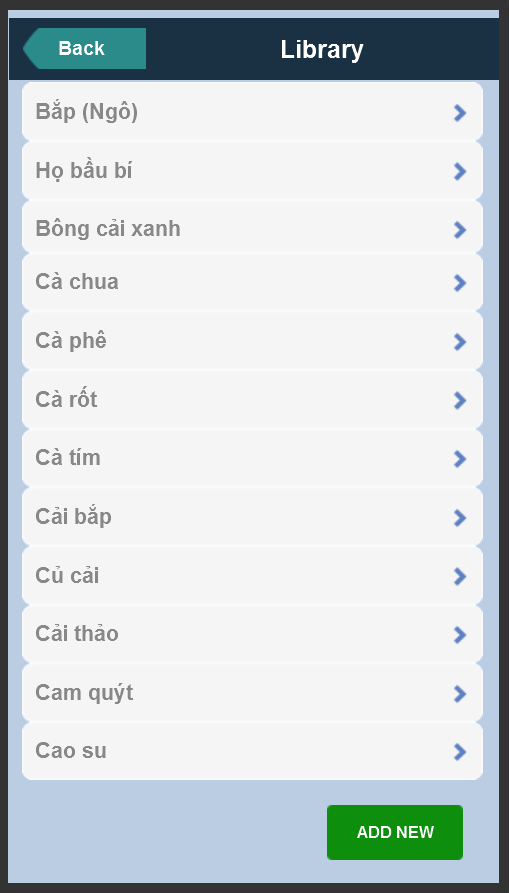 Back
Library
Bắp (Ngô)
Họ bầu bí
Bông cải xanh
Cà chua
Cà phê
Cà rốt
Cà tím
Cải bắp
Củ cải
Cải thảo
Cam quýt
Cao su
ADD NEW